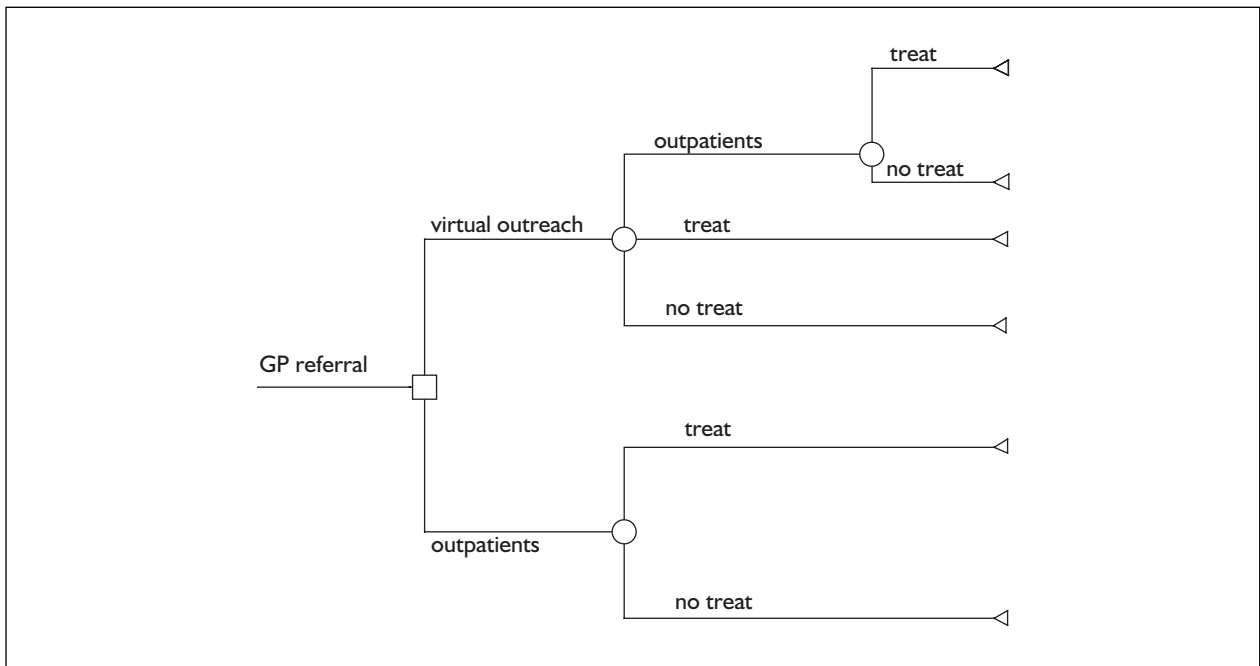 treat
outpatients
no treat
virtual outreach
treat
no treat
GP referral
treat
outpatients
no treat